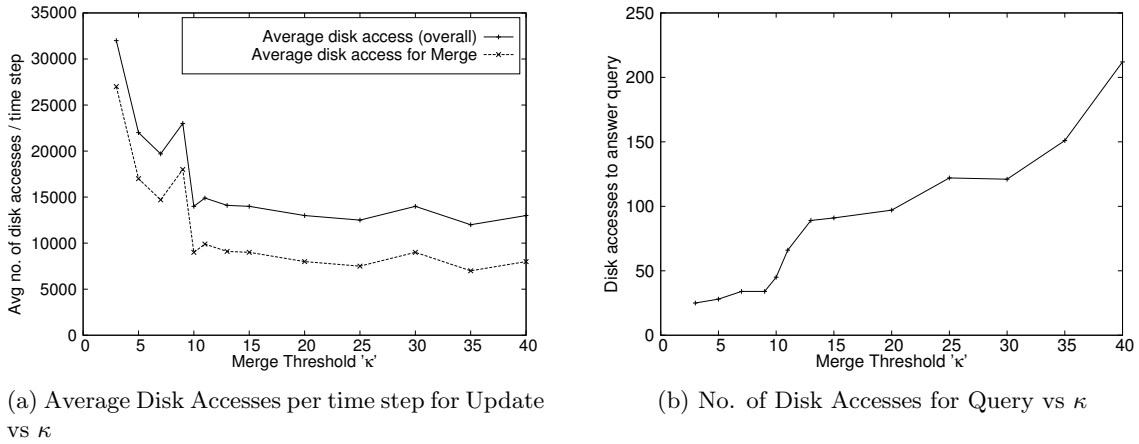 35000
30000
25000
20000
15000
10000
5000
0
0 5 10 15 20 25 30 35 40
Avg no. of disk accesses / time step
Merge Threshold 'κ'
Average disk access (overall)
Average disk access for Merge
(a) Average Disk Accesses per time step for Update
vs κ
250
200
150
100
50
0
0 5 10 15 20 25 30 35 40
Disk accesses to answer query
Merge Threshold 'κ'
(b) No. of Disk Accesses for Query vs κ